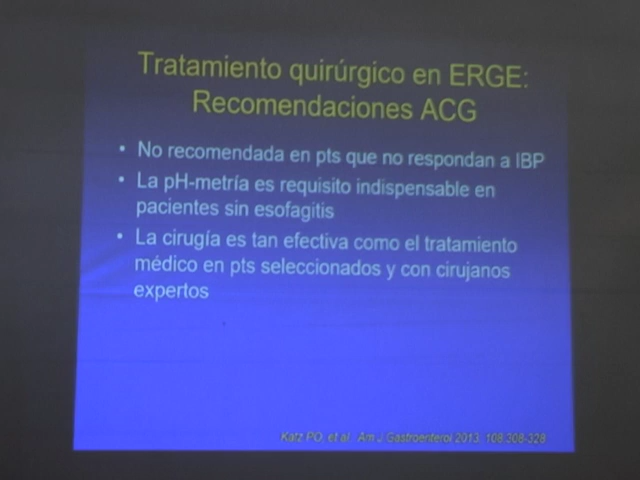 Tratamiento quirúrgico en ERGE:
Recomendaciones ACG
• No recomendada en pts que no respondan a IBP
• La pH-metría es requisito indispensable en
pacientes sin esofagitis
• La cirugía es tan efectiva como el tratamiento
médico en pts seleccionados y con cirujanos
expertos
Katz PO, et al. Am J Gastroenterol 2013; 108:308-328